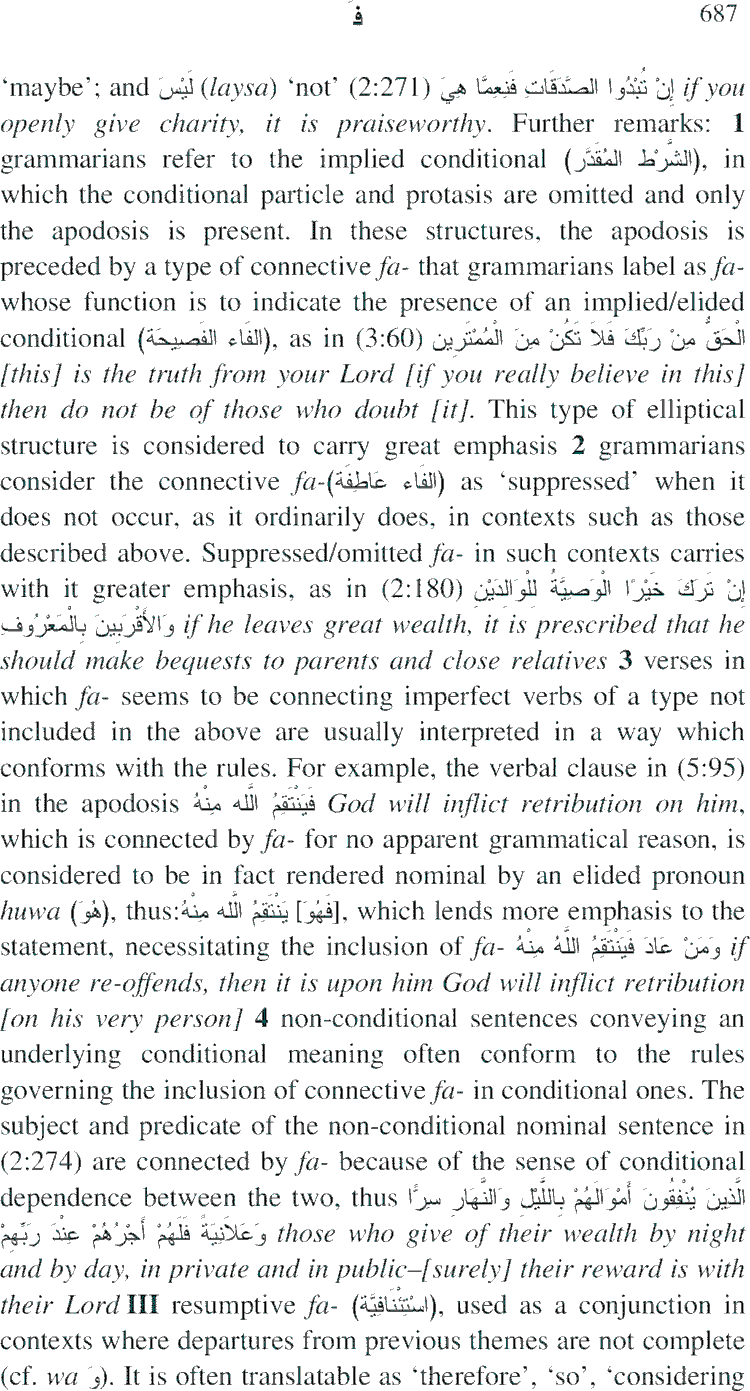 فَ 687
‘maybe’; and لَيْسَ (laysa) ‘not’ (2:271) إِنْ تُبْدُوا الصَّدَقَاتِ فَنِعِمَّا هِيَ if you
openly give charity, it is praiseworthy. Further remarks: 1
grammarians refer to the implied conditional (الشَّرْط المُقَدَّر), in
which the conditional particle and protasis are omitted and only
the apodosis is present. In these structures, the apodosis is
preceded by a type of connective fa- that grammarians label as fa-
whose function is to indicate the presence of an implied/elided
conditional (الفَاء الفَصِيحَة), as in (3:60) الْحَقُّ مِنْ رَبِّكَ فَلاَ تَكُنْ مِنَ الْمُمْتَرِين
[this] is the truth from your Lord [if you really believe in this]
then do not be of those who doubt [it]. This type of elliptical
structure is considered to carry great emphasis 2 grammarians
consider the connective fa-(الفَاء عَاطِفَة) as ‘suppressed’ when it
does not occur, as it ordinarily does, in contexts such as those
described above. Suppressed/omitted fa- in such contexts carries
with it greater emphasis, as in (2:180) إِنْ تَرَكَ خَيْرًا الْوَصِيَّةُ لِلْوَالِدَيْنِ
وَالأَقْرَبِينَ بِالْمَعْرُوفِ if he leaves great wealth, it is prescribed that he
should make bequests to parents and close relatives 3 verses in
which fa- seems to be connecting imperfect verbs of a type not
included in the above are usually interpreted in a way which
conforms with the rules. For example, the verbal clause in (5:95)
in the apodosis فَيَنْتَقِمُ اللَّه مِنْهُ God will inflict retribution on him,
which is connected by fa- for no apparent grammatical reason, is
considered to be in fact rendered nominal by an elided pronoun
huwa (هُوَ), thus:[فَهُوَ] يَنْتَقِمُ اللَّه مِنْهُ, which lends more emphasis to the
statement, necessitating the inclusion of fa- وَمَنْ عَادَ فَيَنْتَقِمُ اللَّهُ مِنْهُ if
anyone re-offends, then it is upon him God will inflict retribution
[on his very person] 4 non-conditional sentences conveying an
underlying conditional meaning often conform to the rules
governing the inclusion of connective fa- in conditional ones. The
subject and predicate of the non-conditional nominal sentence in
(2:274) are connected by fa- because of the sense of conditional
dependence between the two, thus الَّذِينَ يُنْفِقُونَ أَمْوَالَهُمْ بِاللَّيْلِ وَالنَّهَارِ سِرًّا
وَعَلاَنِيَةً فَلَهُمْ أَجْرُهُمْ عِنْدَ رَبِّهِمْ those who give of their wealth by night
and by day, in private and in public–[surely] their reward is with
their Lord III resumptive fa- (اسْتِئْنَافِيَّة), used as a conjunction in
contexts where departures from previous themes are not complete
(cf. wa وَ). It is often translatable as ‘therefore’, ‘so’, ‘considering